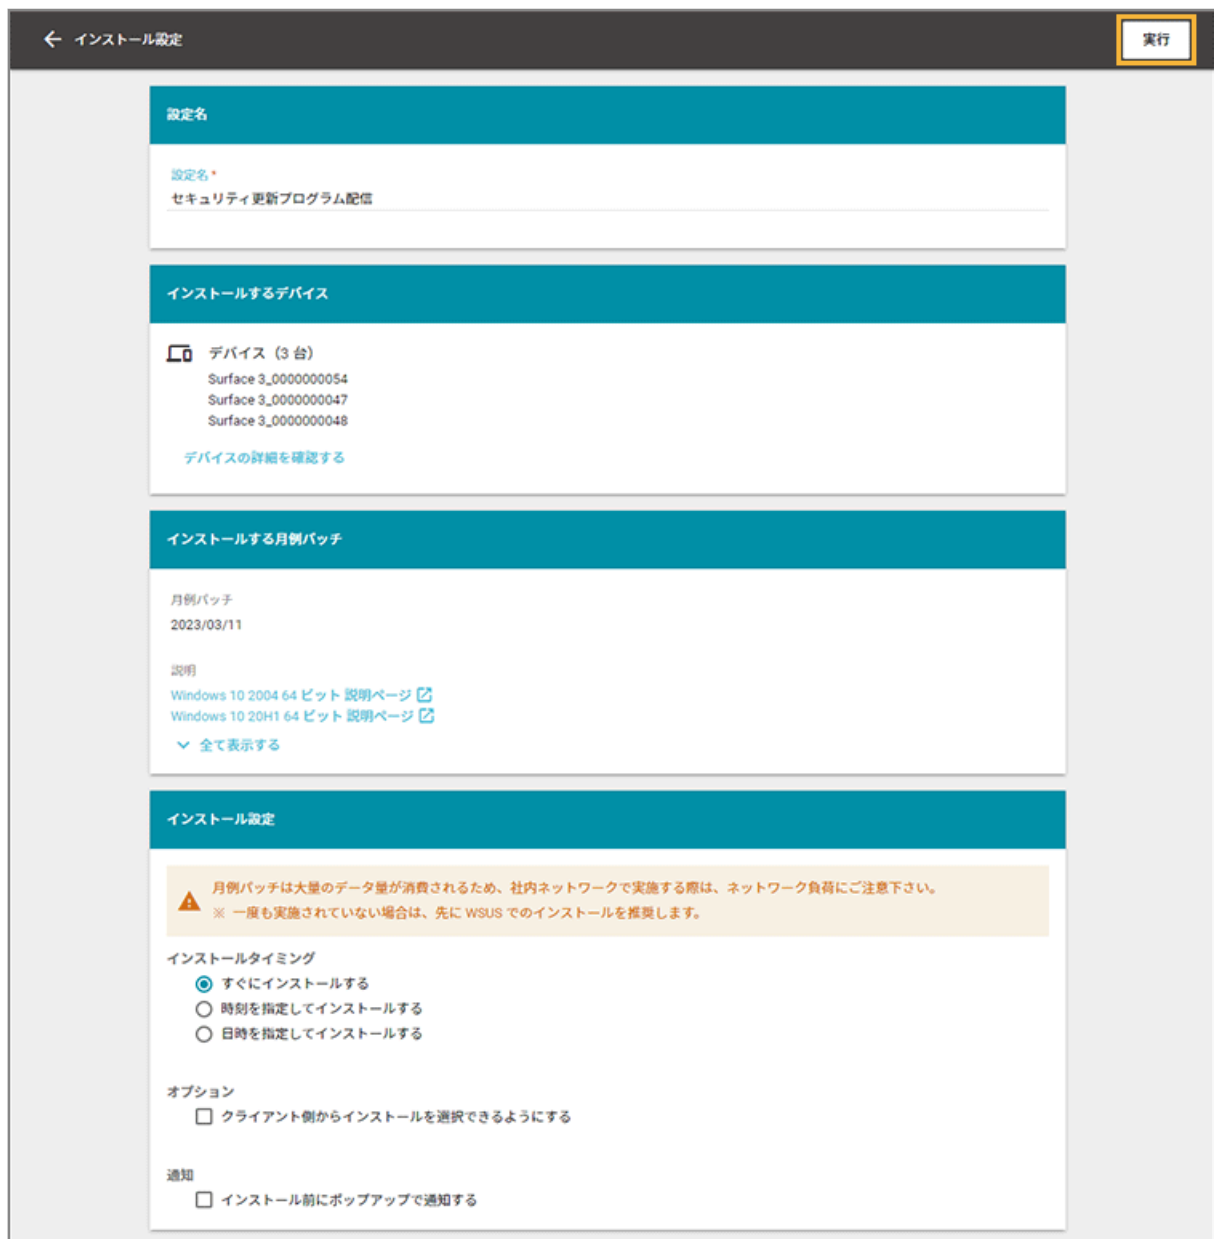 インストール設定
実行
設定名
設定名*
セキュリティ更新プログラム配信
インストールするデバイス
デバイス（3 台）
Surface 3_0000000054
Surface 3_0000000047
Surface 3_0000000048
デバイスの詳細を確認する
インストールする月例パッチ
月例パッチ
2023/03/11
説明
Windows 10 2004 64 ビット 説明ページ
Windows 10 20H1 64 ビット 説明ページ
全て表示する
インストール設定
月例パッチは大量のデータ量が消費されるため、社内ネットワークで実施する際は、ネットワーク負荷にご注意下さい。
※ 一度も実施されていない場合は、先に WSUS でのインストールを推奨します。
インストールタイミング
すぐにインストールする
時刻を指定してインストールする
日時を指定してインストールする
オプション
クライアント側からインストールを選択できるようにする
通知
インストール前にポップアップで通知する